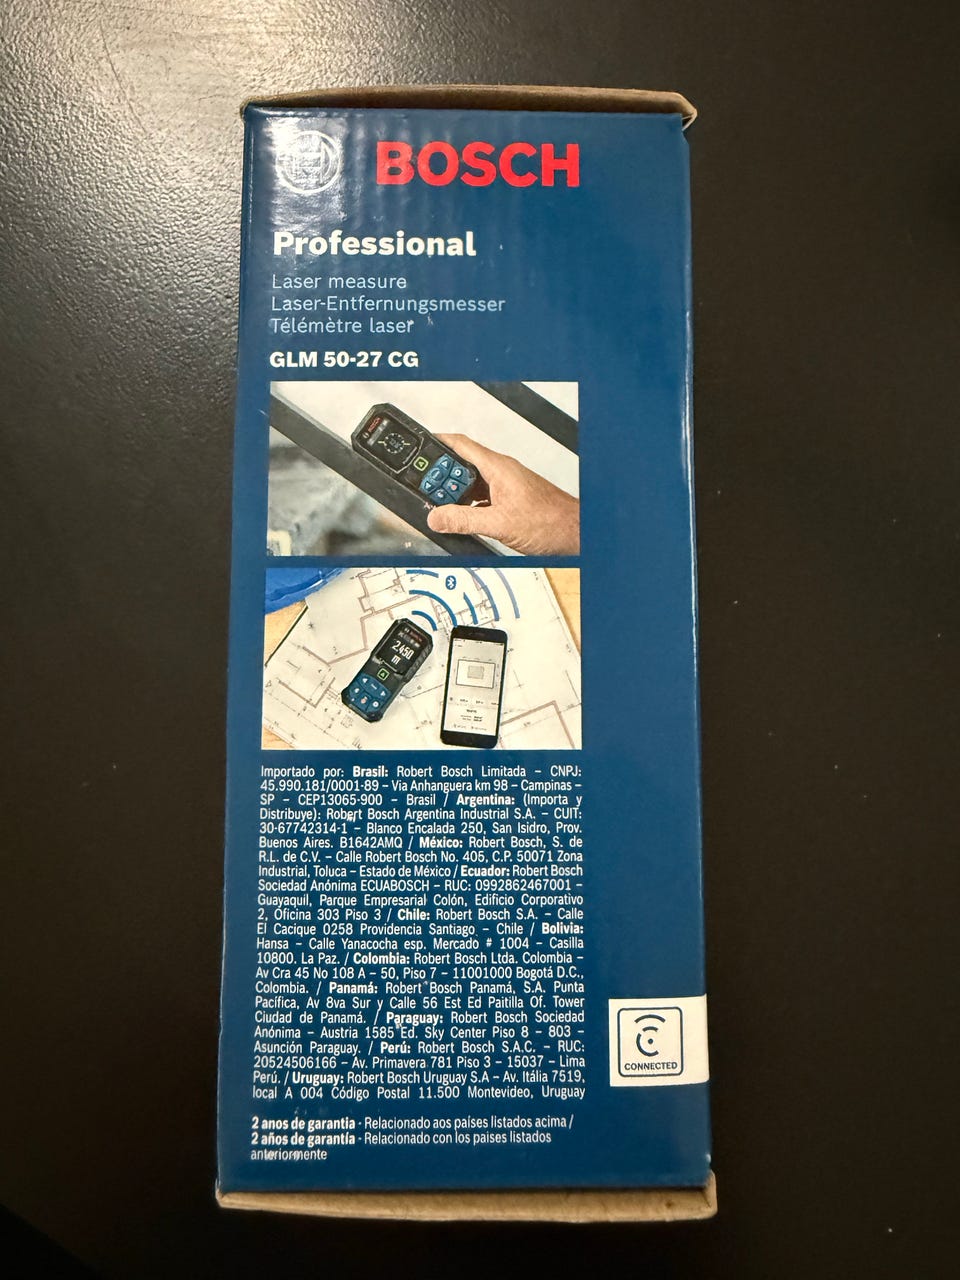 BOSCH
Professional
Laser measure
Laser-Entfernungsmesser
Télémètre laser
GLM 50-27 CG
BOSCH
2.450
m
Importado por: Brasil: Robert Bosch Limitada – CNPJ:
45.990.181/0001-89 – Via Anhanguera km 98 – Campinas –
SP – CEP13065-900 – Brasil / Argentina: (Importa y
Distribuye): Robert Bosch Argentina Industrial S.A. – CUIT:
30-67742314-1 – Blanco Encalada 250, San Isidro, Prov.
Buenos Aires. B1642AMQ / México: Robert Bosch, S. de
R.L. de C.V. – Calle Robert Bosch No. 405, C.P. 50071 Zona
Industrial, Toluca – Estado de México / Ecuador: Robert Bosch
Sociedad Anónima ECUABOSCH – RUC: 0992862467001 –
Guayaquil, Parque Empresarial Colón, Edificio Corporativo
2, Oficina 303 Piso 3 / Chile: Robert Bosch S.A. – Calle
El Cacique 0258 Providencia Santiago – Chile / Bolivia:
Hansa – Calle Yanacocha esp. Mercado # 1004 – Casilla
10800. La Paz. / Colombia: Robert Bosch Ltda. Colombia –
Av Cra 45 No 108 A – 50, Piso 7 – 11001000 Bogotá D.C.,
Colombia. / Panamá: Robert Bosch Panamá, S.A. Punta
Pacífica, Av 8va Sur y Calle 56 Est Ed Paitilla Of. Tower
Ciudad de Panamá. / Paraguay: Robert Bosch Sociedad
Anónima – Austria 1585 Ed. Sky Center Piso 8 – 803 –
Asunción Paraguay. / Perú: Robert Bosch S.A.C. – RUC:
20524506166 – Av. Primavera 781 Piso 3 – 15037 – Lima
Perú. / Uruguay: Robert Bosch Uruguay S.A – Av. Itália 7519,
local A 004 Código Postal 11.500 Montevideo, Uruguay
CONNECTED
2 anos de garantia - Relacionado aos países listados acima /
2 años de garantía - Relacionado con los países listados
anteriormente